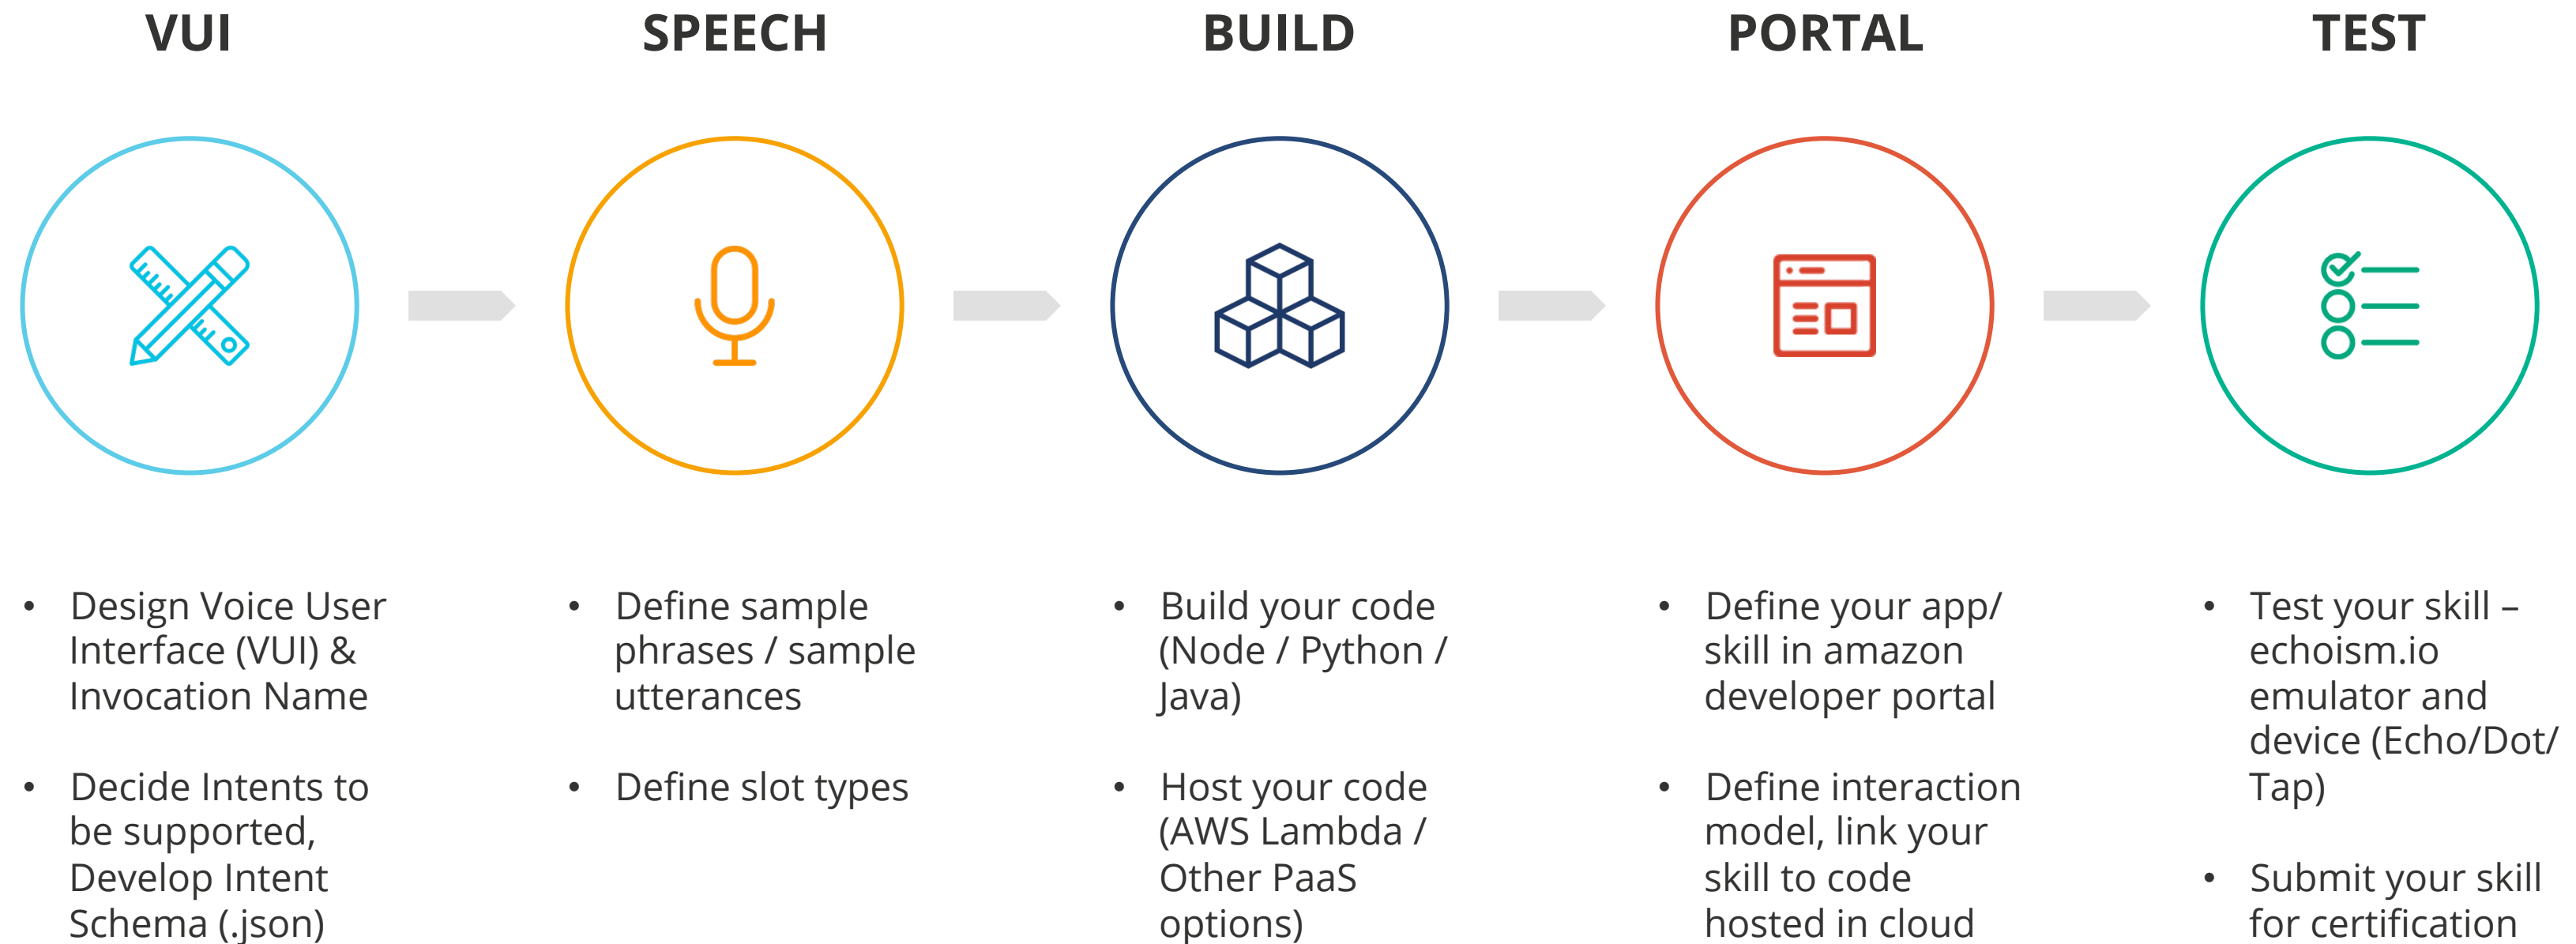 VUI
• Design Voice User
Interface (VUI) &
Invocation Name
• Decide Intents to
be supported,
Develop Intent
Schema (.json)
SPEECH
• Define sample
phrases / sample
utterances
• Define slot types
BUILD
• Build your code
(Node / Python /
Java)
• Host your code
(AWS Lambda /
Other PaaS
options)
PORTAL
• Define your app/
skill in amazon
developer portal
• Define interaction
model, link your
skill to code
hosted in cloud
TEST
• Test your skill –
echoism.io
emulator and
device (Echo/Dot/
Tap)
• Submit your skill
for certification